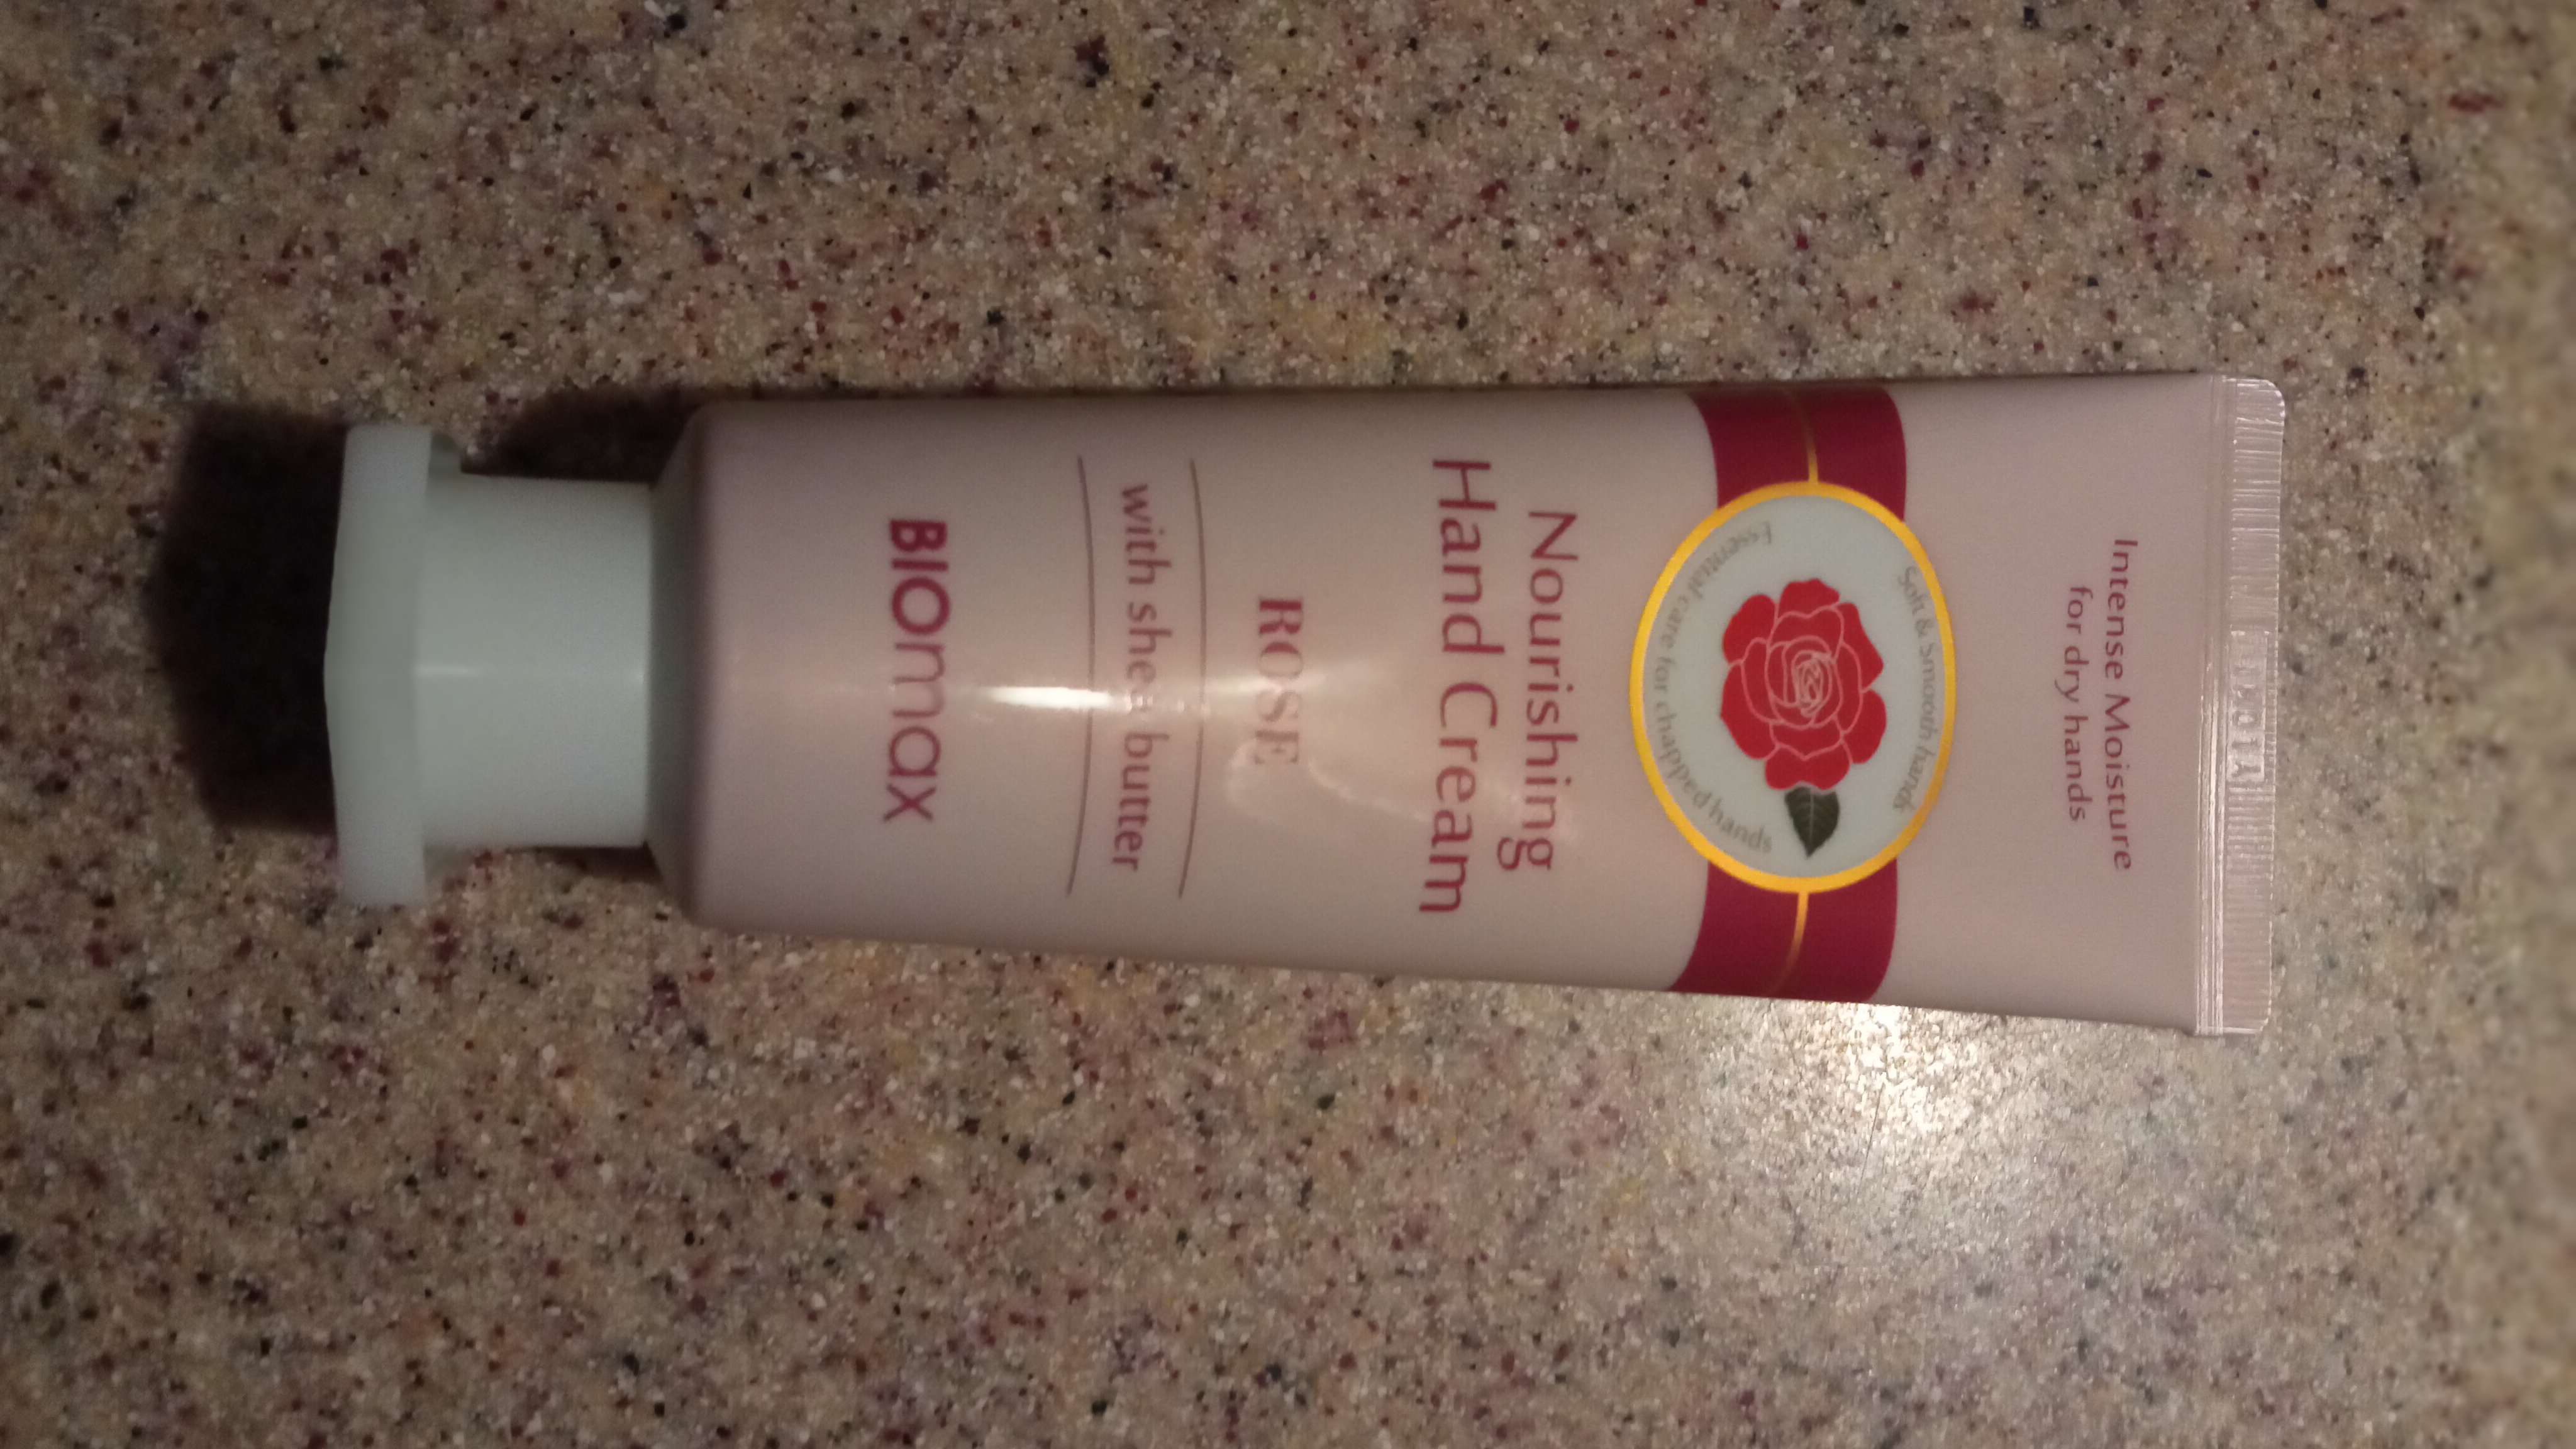 Intense Moisture
for dry hands
Soft & Smooth hands
Essential care for chapped hands
Nourishing
Hand Cream
ROSE
with shea butter
BIOmax